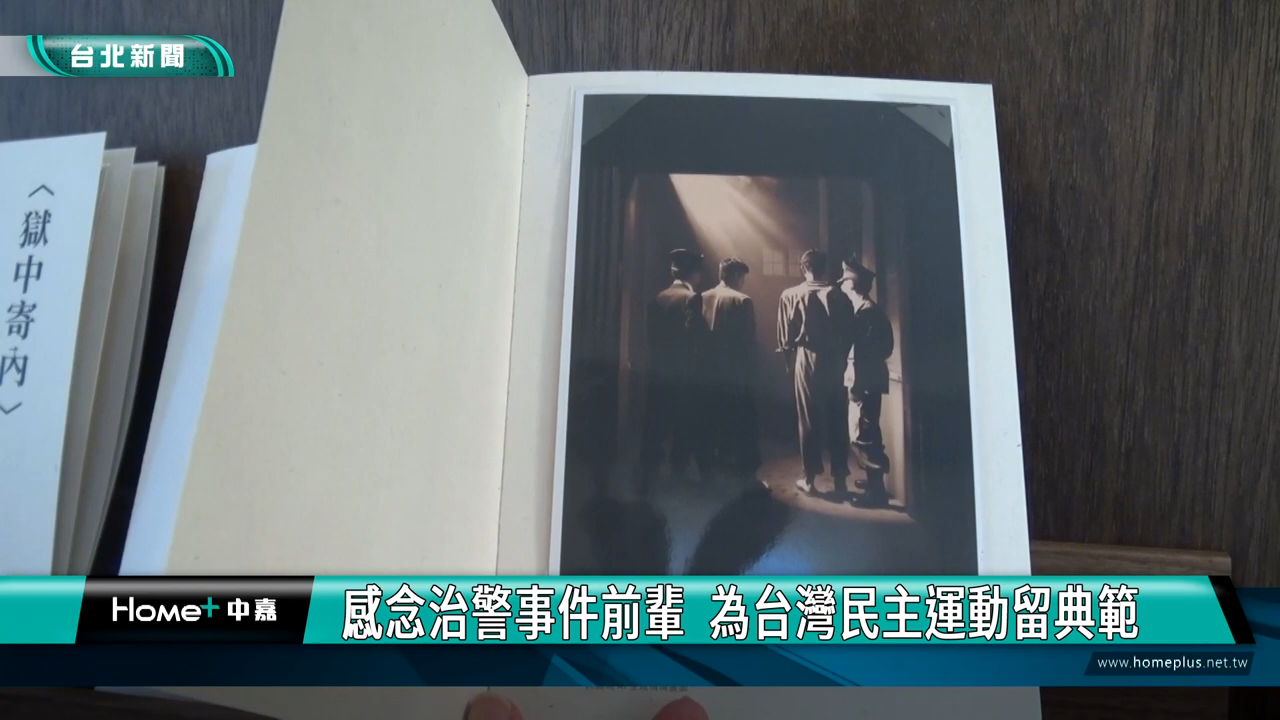 台北新聞
〈獄中寄內〉
Home+ 中嘉
感念治警事件前輩 為台灣民主運動留典範
www.homeplus.net.tw